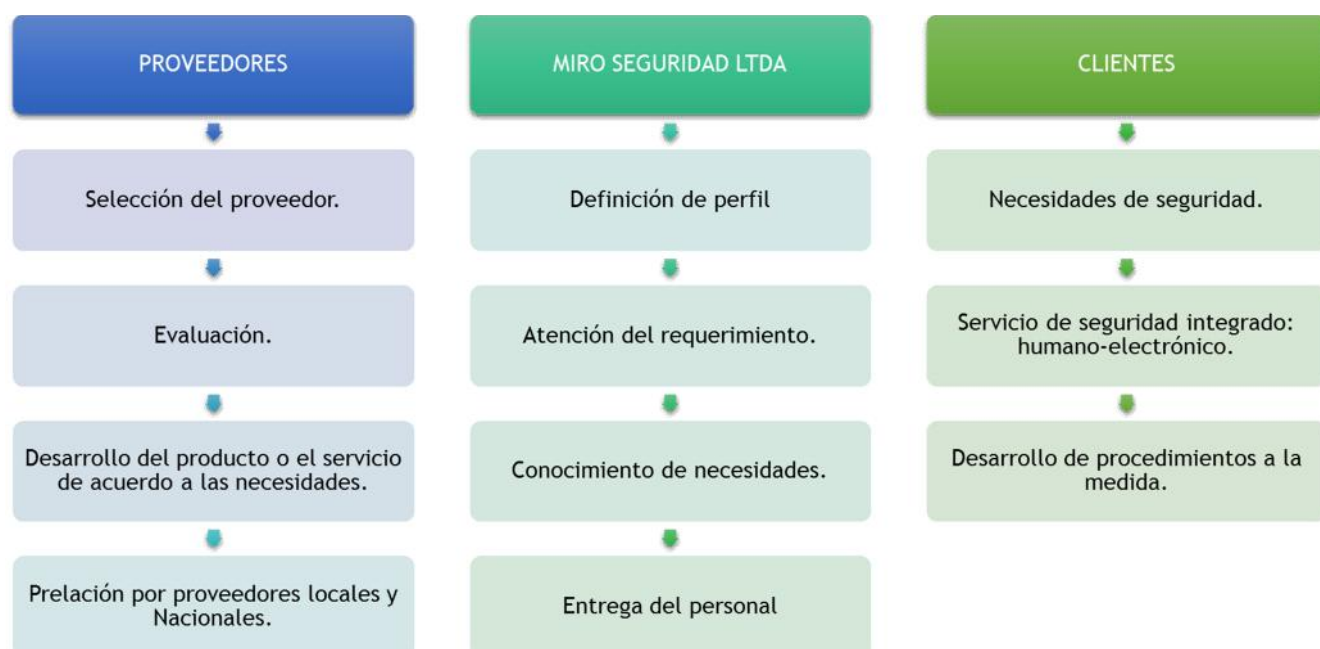 PROVEEDORES
Selección del proveedor.
Evaluación.
Desarrollo del producto o el servicio
de acuerdo a las necesidades.
Prelación por proveedores locales y
Nacionales.
MIRO SEGURIDAD LTDA
Definición de perfil
Atención del requerimiento.
Conocimiento de necesidades.
Entrega del personal
CLIENTES
Necesidades de seguridad.
Servicio de seguridad integrado:
humano-electrónico.
Desarrollo de procedimientos a la
medida.